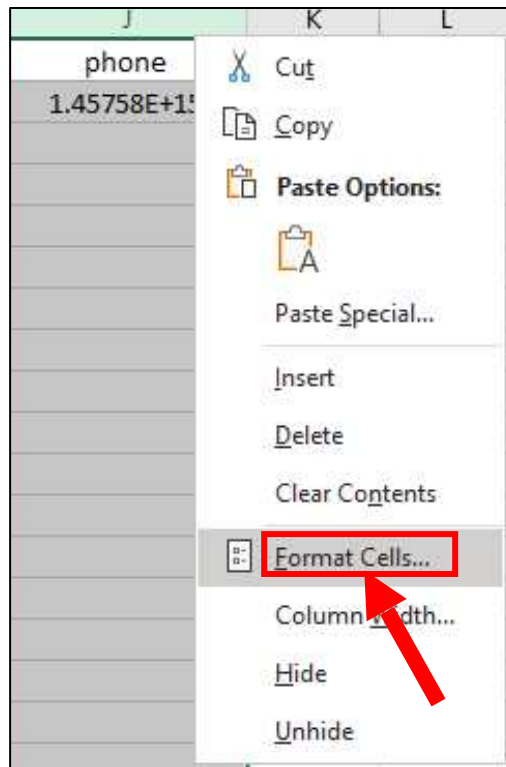 J K L
phone
1.45758E+15
Cut
Copy
Paste Options:
Paste Special...
Insert
Delete
Clear Contents
Format Cells...
Column Width...
Hide
Unhide